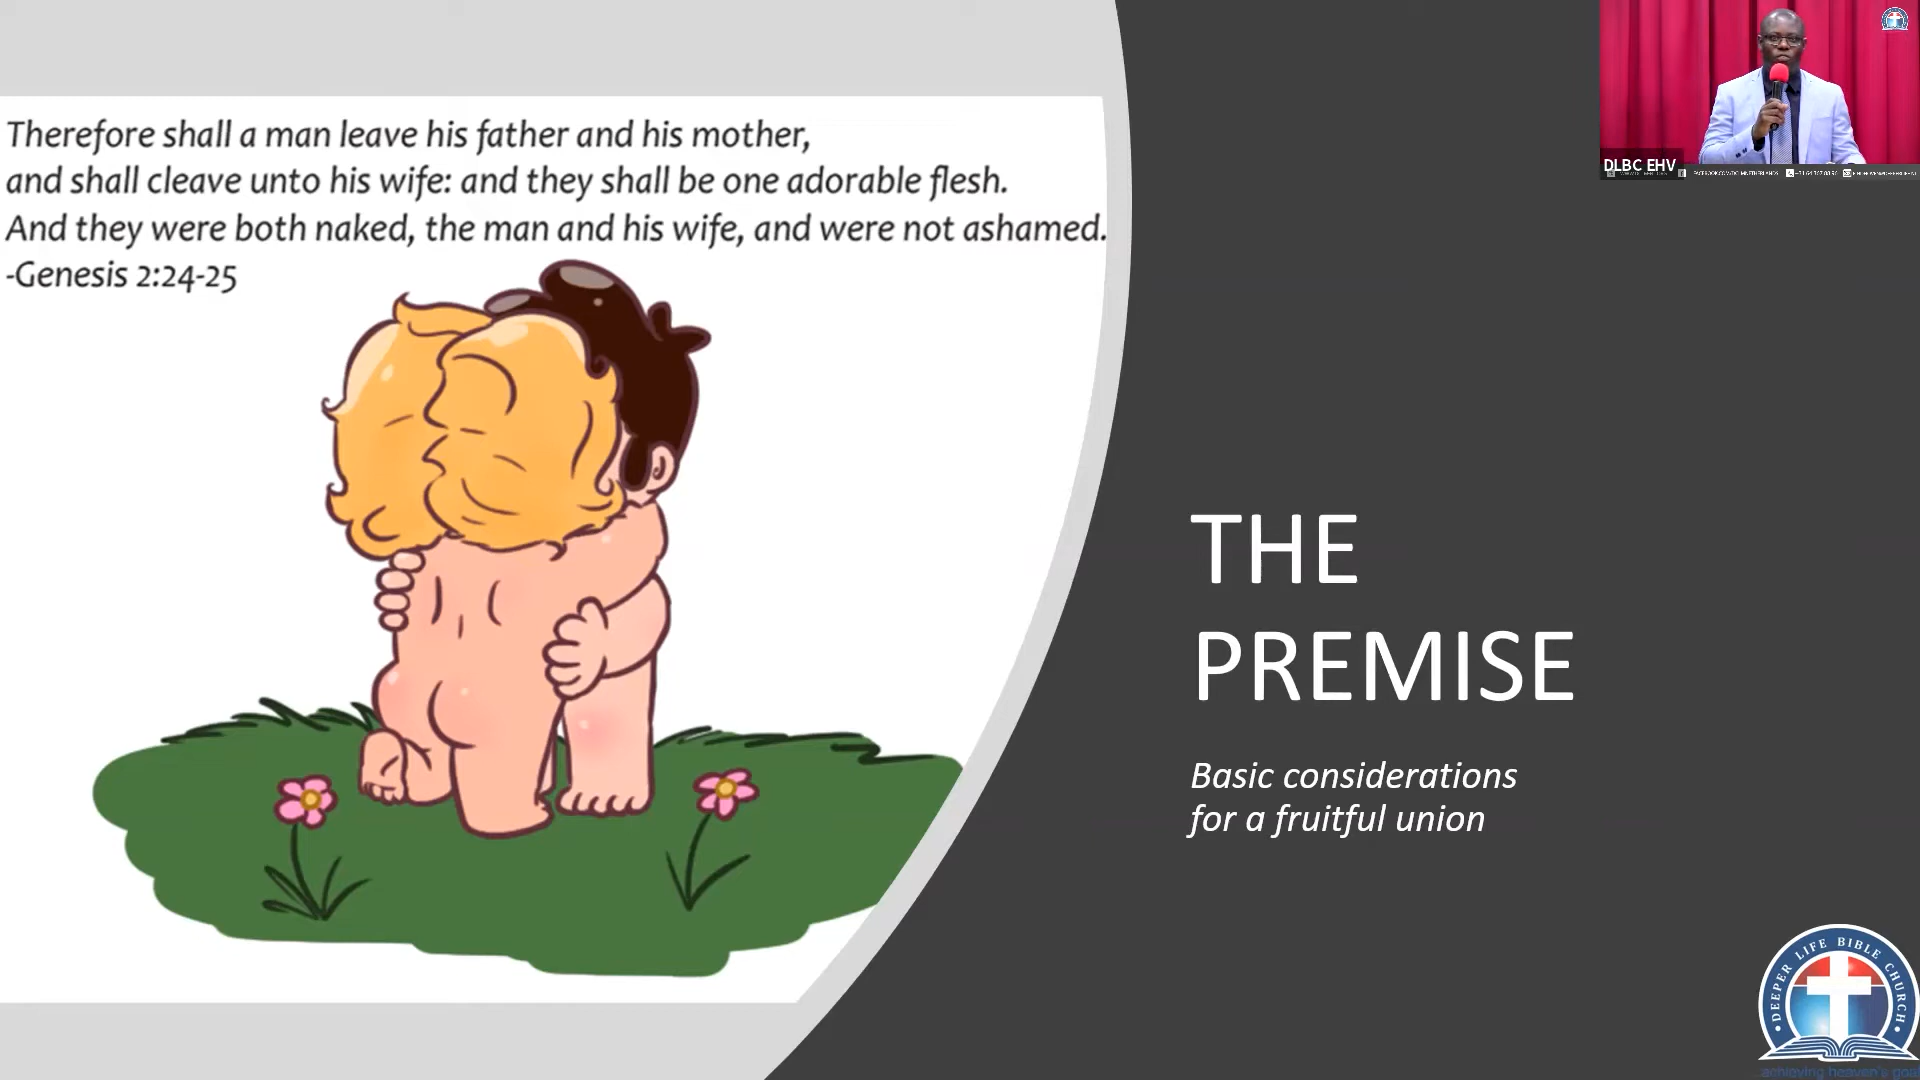 Therefore shall a man leave his father and his mother,
and shall cleave unto his wife: and they shall be one adorable flesh.
And they were both naked, the man and his wife, and were not ashamed.
-Genesis 2:24-25
THE
PREMISE
Basic considerations
for a fruitful union
DLBC EHV
DEEPER LIFE BIBLE CHURCH
achieving heaven's goal